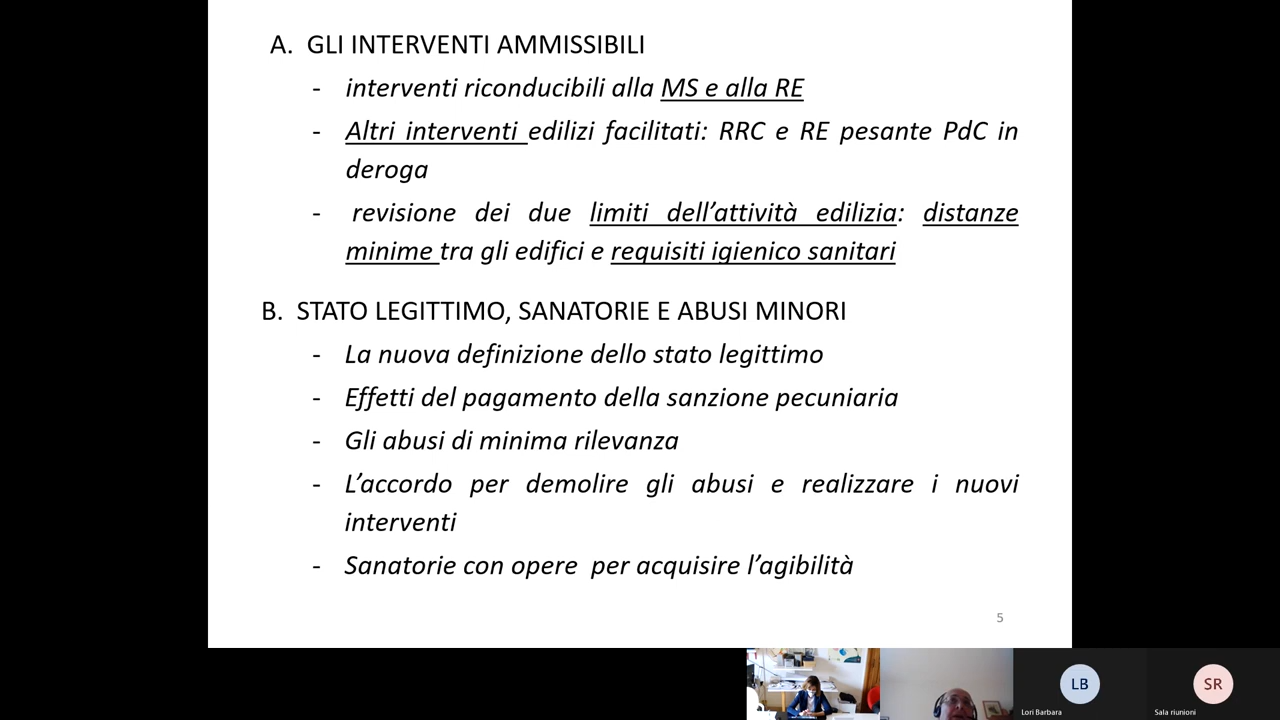 A. GLI INTERVENTI AMMISSIBILI
- interventi riconducibili alla MS e alla RE
- Altri interventi edilizi facilitati: RRC e RE pesante PdC in
deroga
- revisione dei due limiti dell'attività edilizia: distanze
minime tra gli edifici e requisiti igienico sanitari
B. STATO LEGITTIMO, SANATORIE E ABUSI MINORI
- La nuova definizione dello stato legittimo
- Effetti del pagamento della sanzione pecuniaria
- Gli abusi di minima rilevanza
- L'accordo per demolire gli abusi e realizzare i nuovi
interventi
- Sanatorie con opere per acquisire l'agibilità
5
LB
SR
Lori Barbara
Sala riunioni